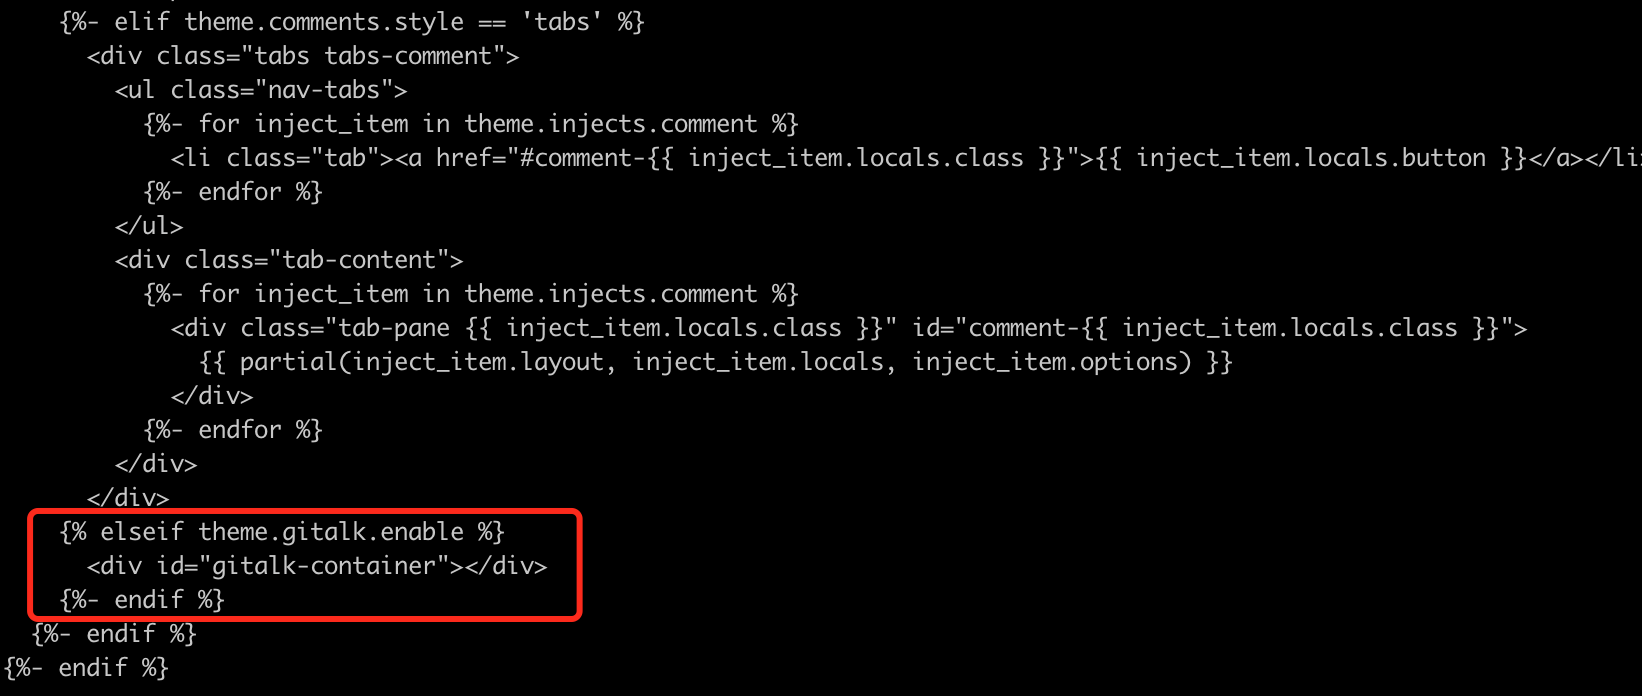 {%- elif theme.comments.style == 'tabs' %}
<div class="tabs tabs-comment">
<ul class="nav-tabs">
{%- for inject_item in theme.injects.comment %}
<li class="tab"><a href="#comment-{{ inject_item.locals.class }}">{{ inject_item.locals.button }}</a></li
{%- endfor %}
</ul>
<div class="tab-content">
{%- for inject_item in theme.injects.comment %}
<div class="tab-pane {{ inject_item.locals.class }}" id="comment-{{ inject_item.locals.class }}">
{{ partial(inject_item.layout, inject_item.locals, inject_item.options) }}
</div>
{%- endfor %}
</div>
</div>
{% elseif theme.gitalk.enable %}
<div id="gitalk-container"></div>
{%- endif %}
{%- endif %}
{%- endif %}